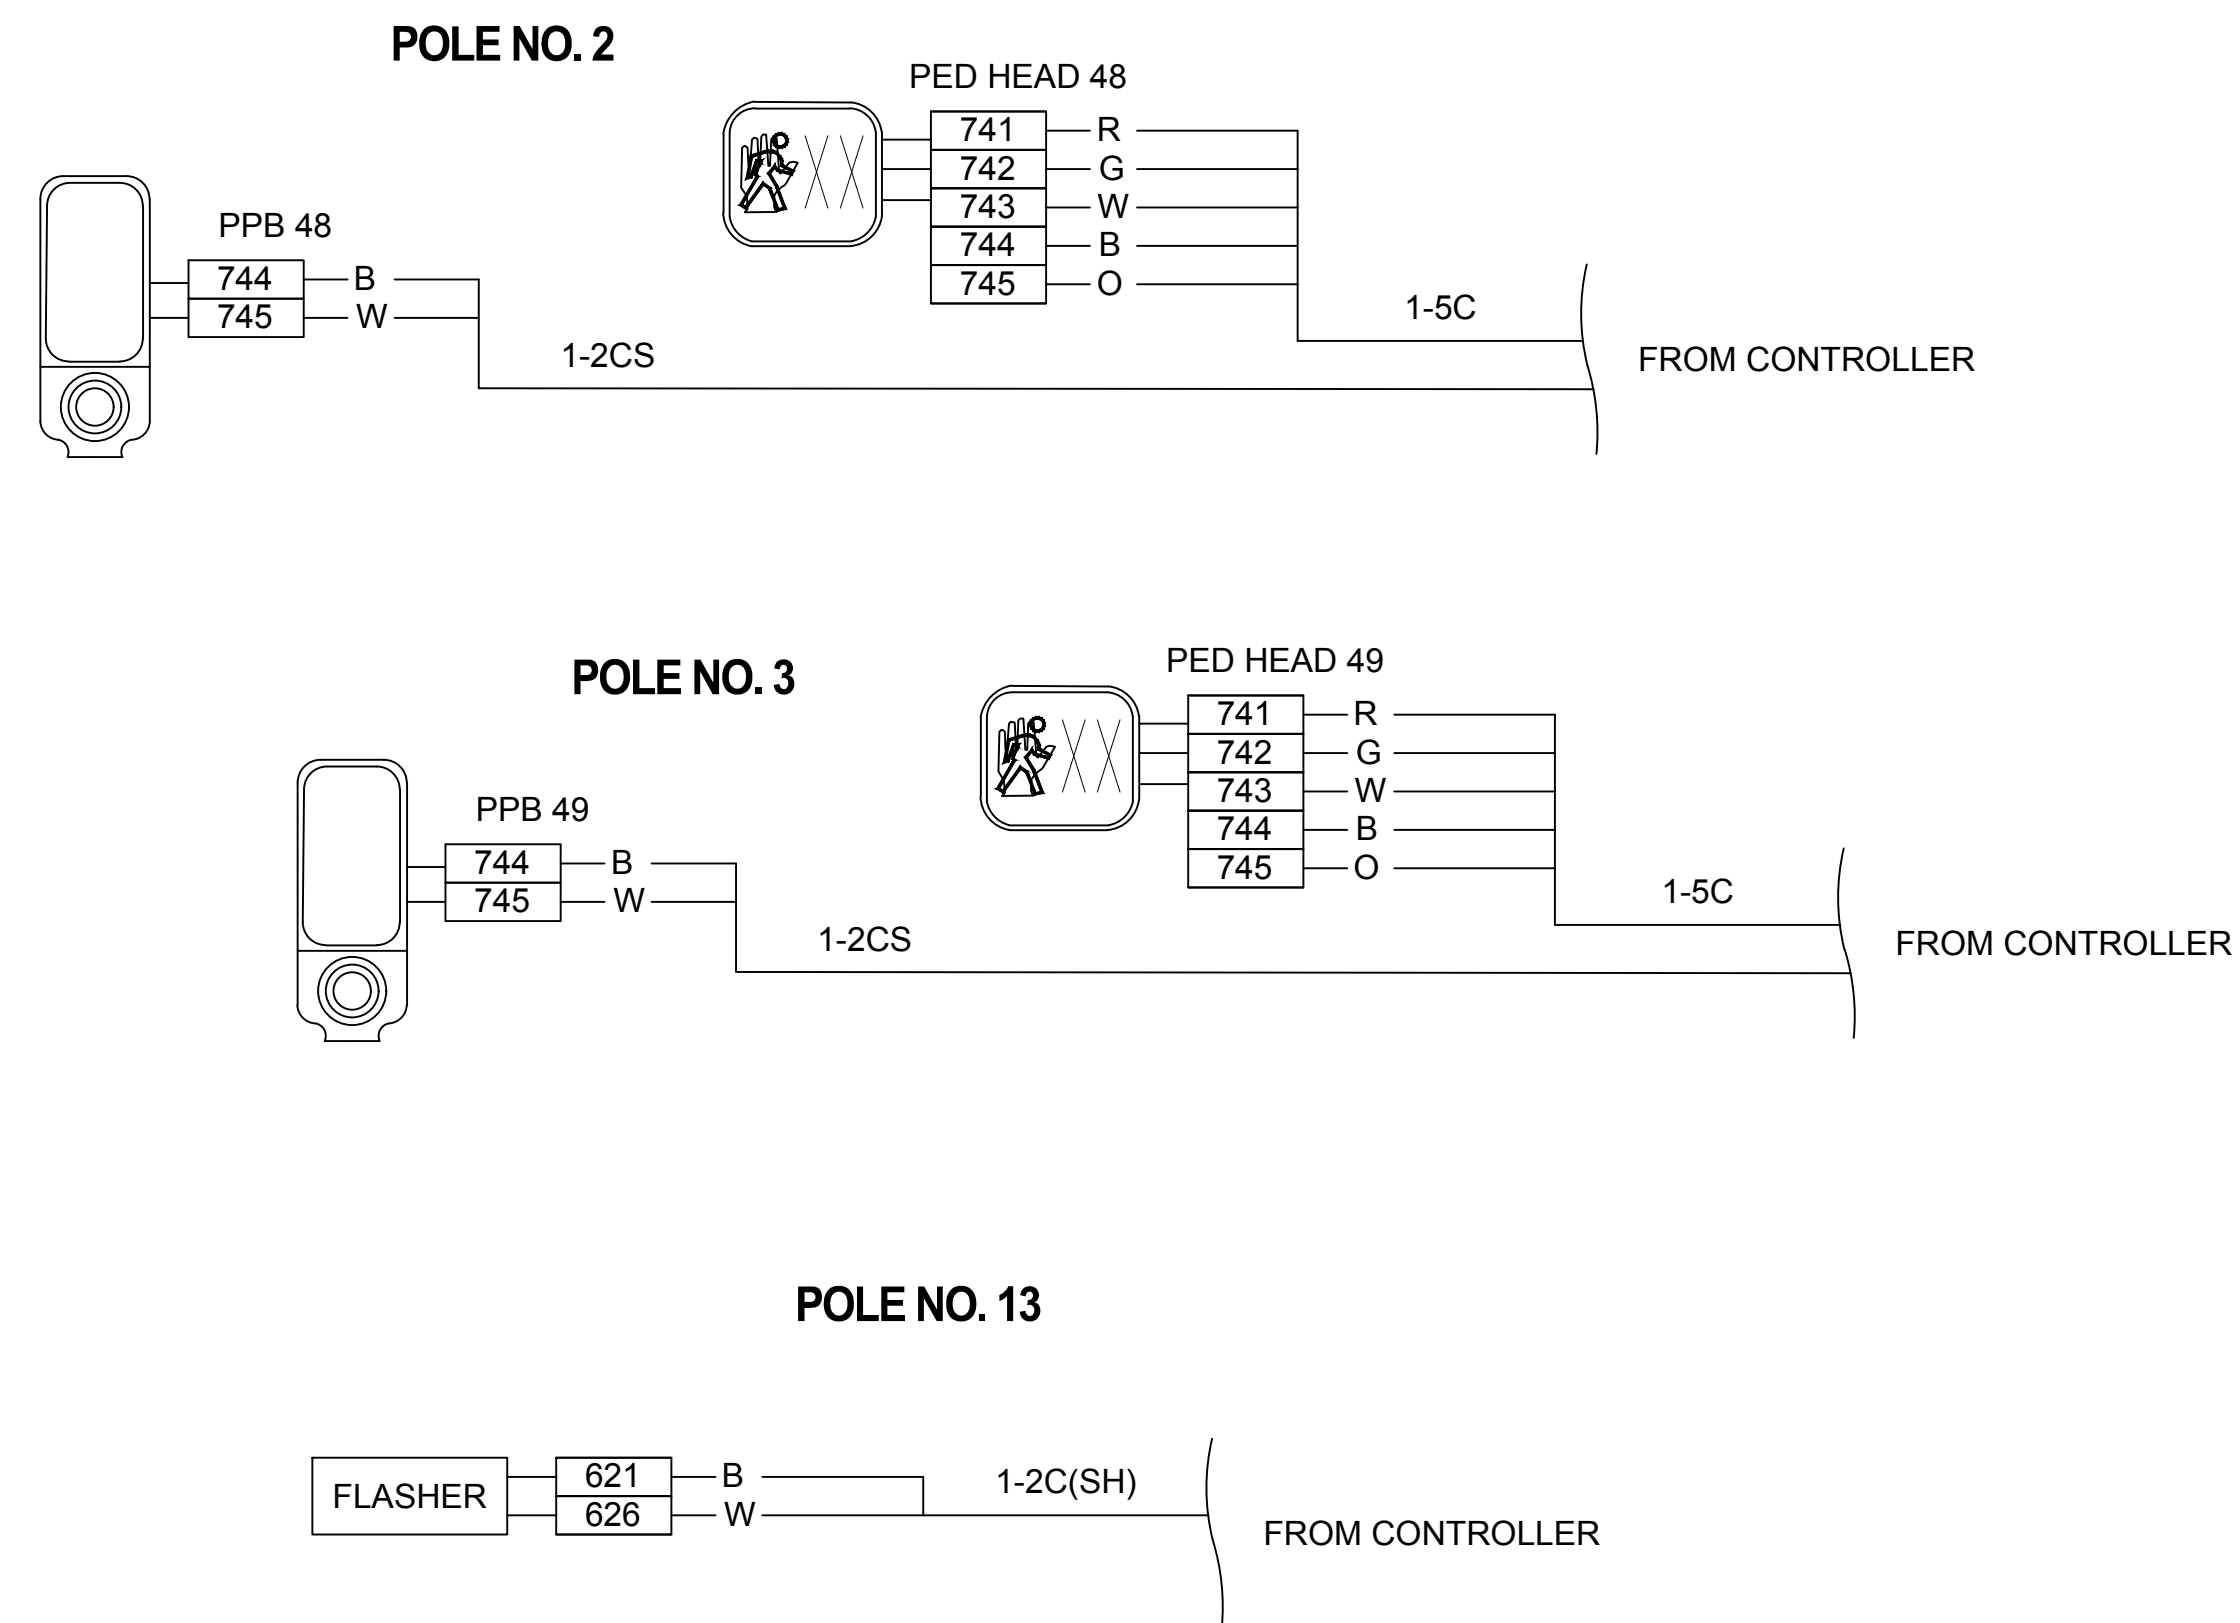 POLE NO. 2
PED HEAD 48
741 R
742 G
743 W
744 B
745 O
PPB 48
744 B
745 W
1-5C
1-2CS
FROM CONTROLLER
POLE NO. 3
PED HEAD 49
741 R
742 G
743 W
744 B
745 O
PPB 49
744 B
745 W
1-5C
1-2CS
FROM CONTROLLER
POLE NO. 13
FLASHER
621 B
626 W
1-2C(SH)
FROM CONTROLLER